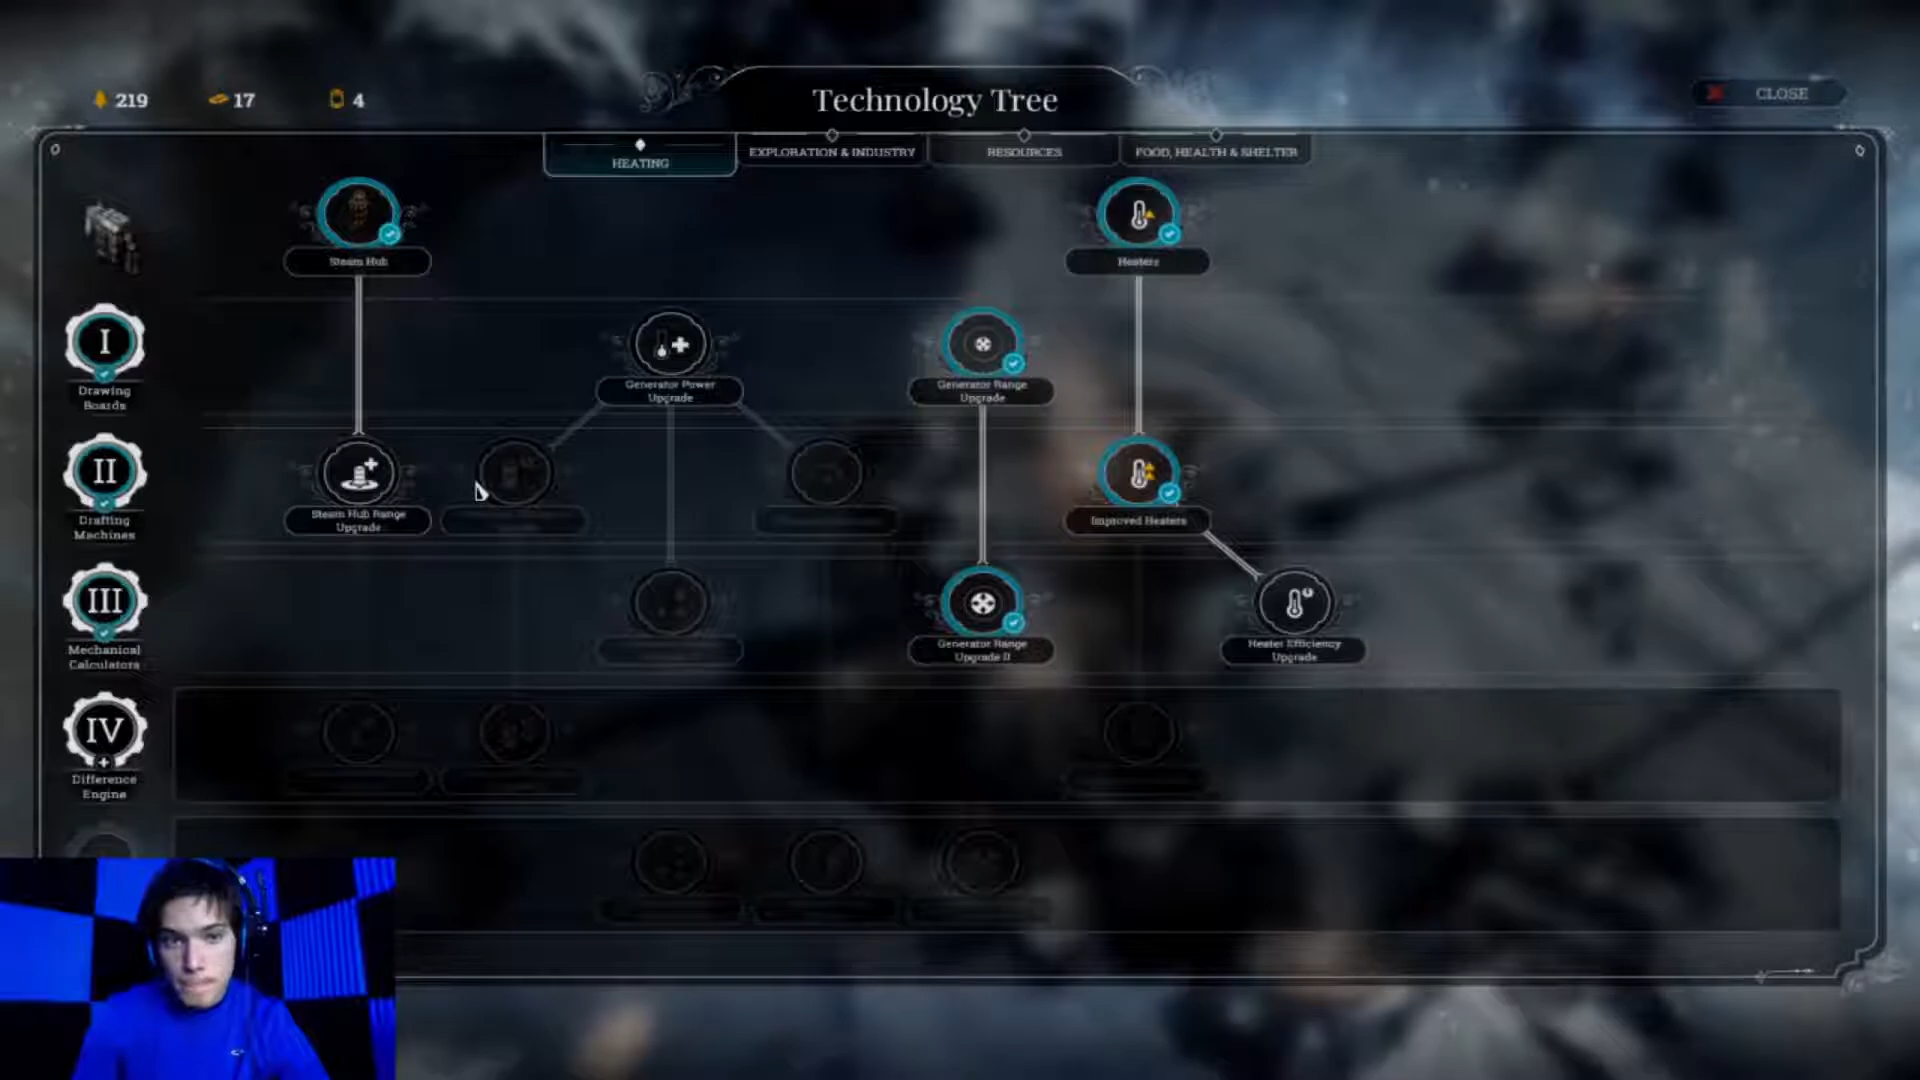 219
17
4
Technology Tree
CLOSE
HEATING
EXPLORATION & INDUSTRY
RESOURCES
FOOD, HEALTH & SHELTER
Steam Hub
Heaters
I
Drawing
Boards
Generator Power
Upgrade
Generator Range
Upgrade
II
Drafting
Machines
Steam Hub Range
Upgrade
Improved Heaters
III
Mechanical
Calculators
Generator Range
Upgrade II
Heater Efficiency
Upgrade
IV
Difference
Engine